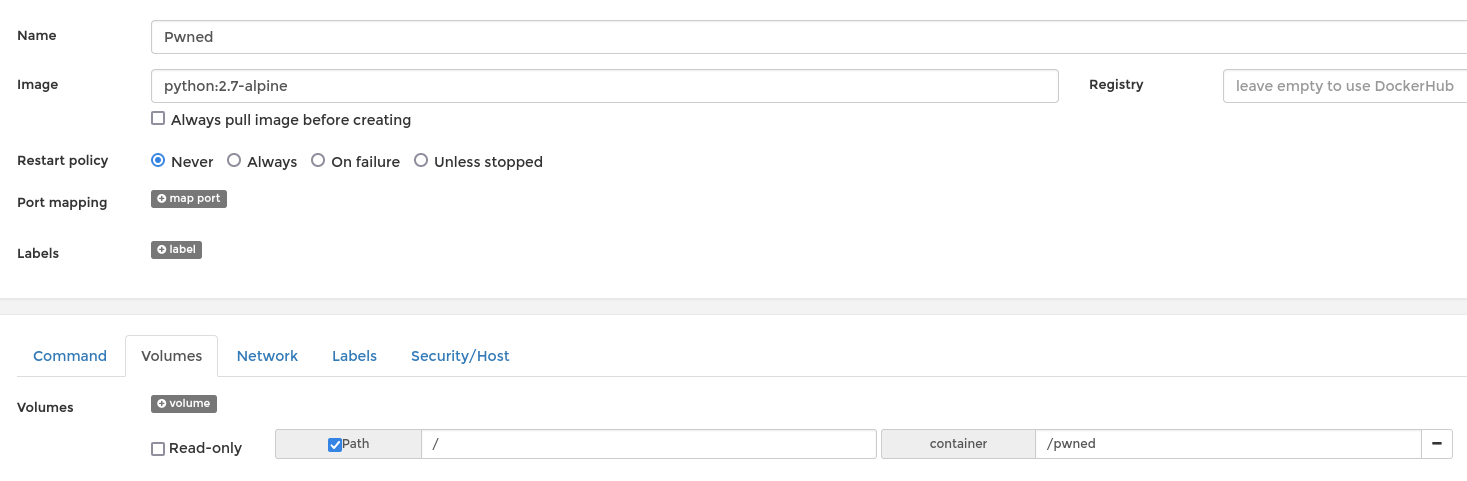 Name Pwned
Image python:2.7-alpine Registry leave empty to use DockerHub
Always pull image before creating
Restart policy Never Always On failure Unless stopped
Port mapping map port
Labels label
Command Volumes Network Labels Security/Host
Volumes volume
Read-only Path / container /pwned